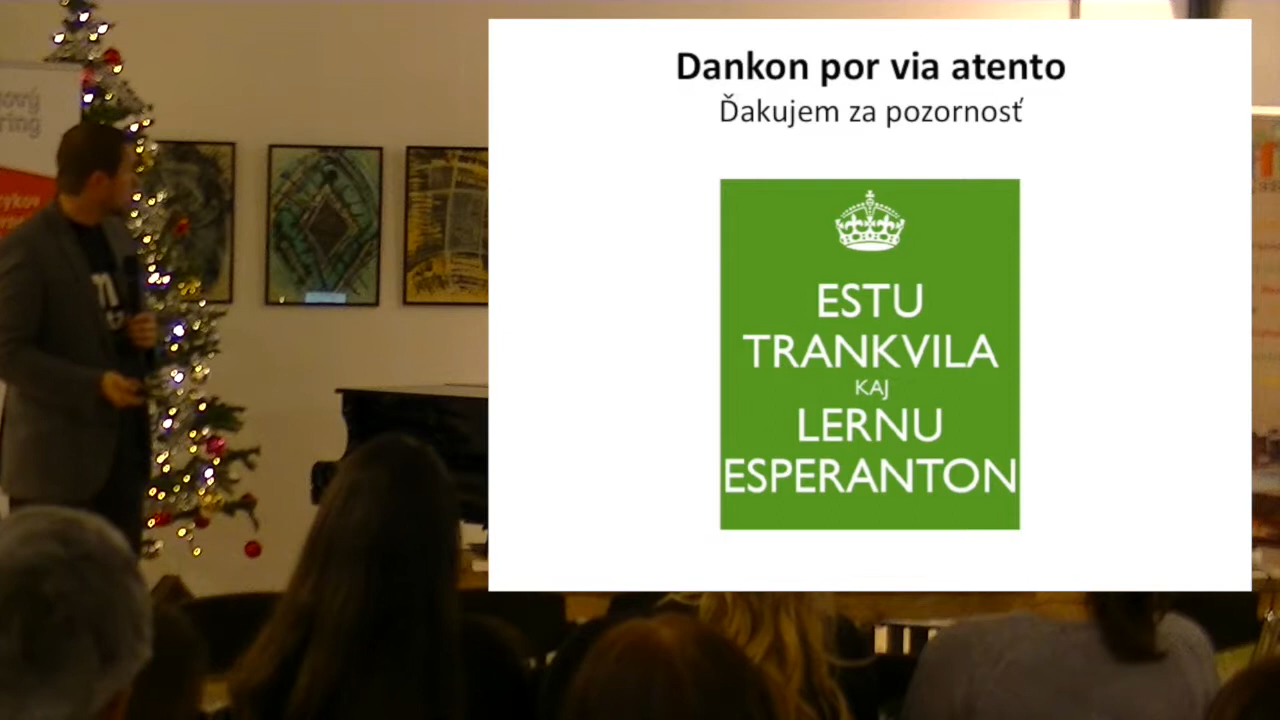 Dankon por via atento
Ďakujem za pozornosť
ESTU
TRANKVILA
KAJ
LERNU
ESPERANTON